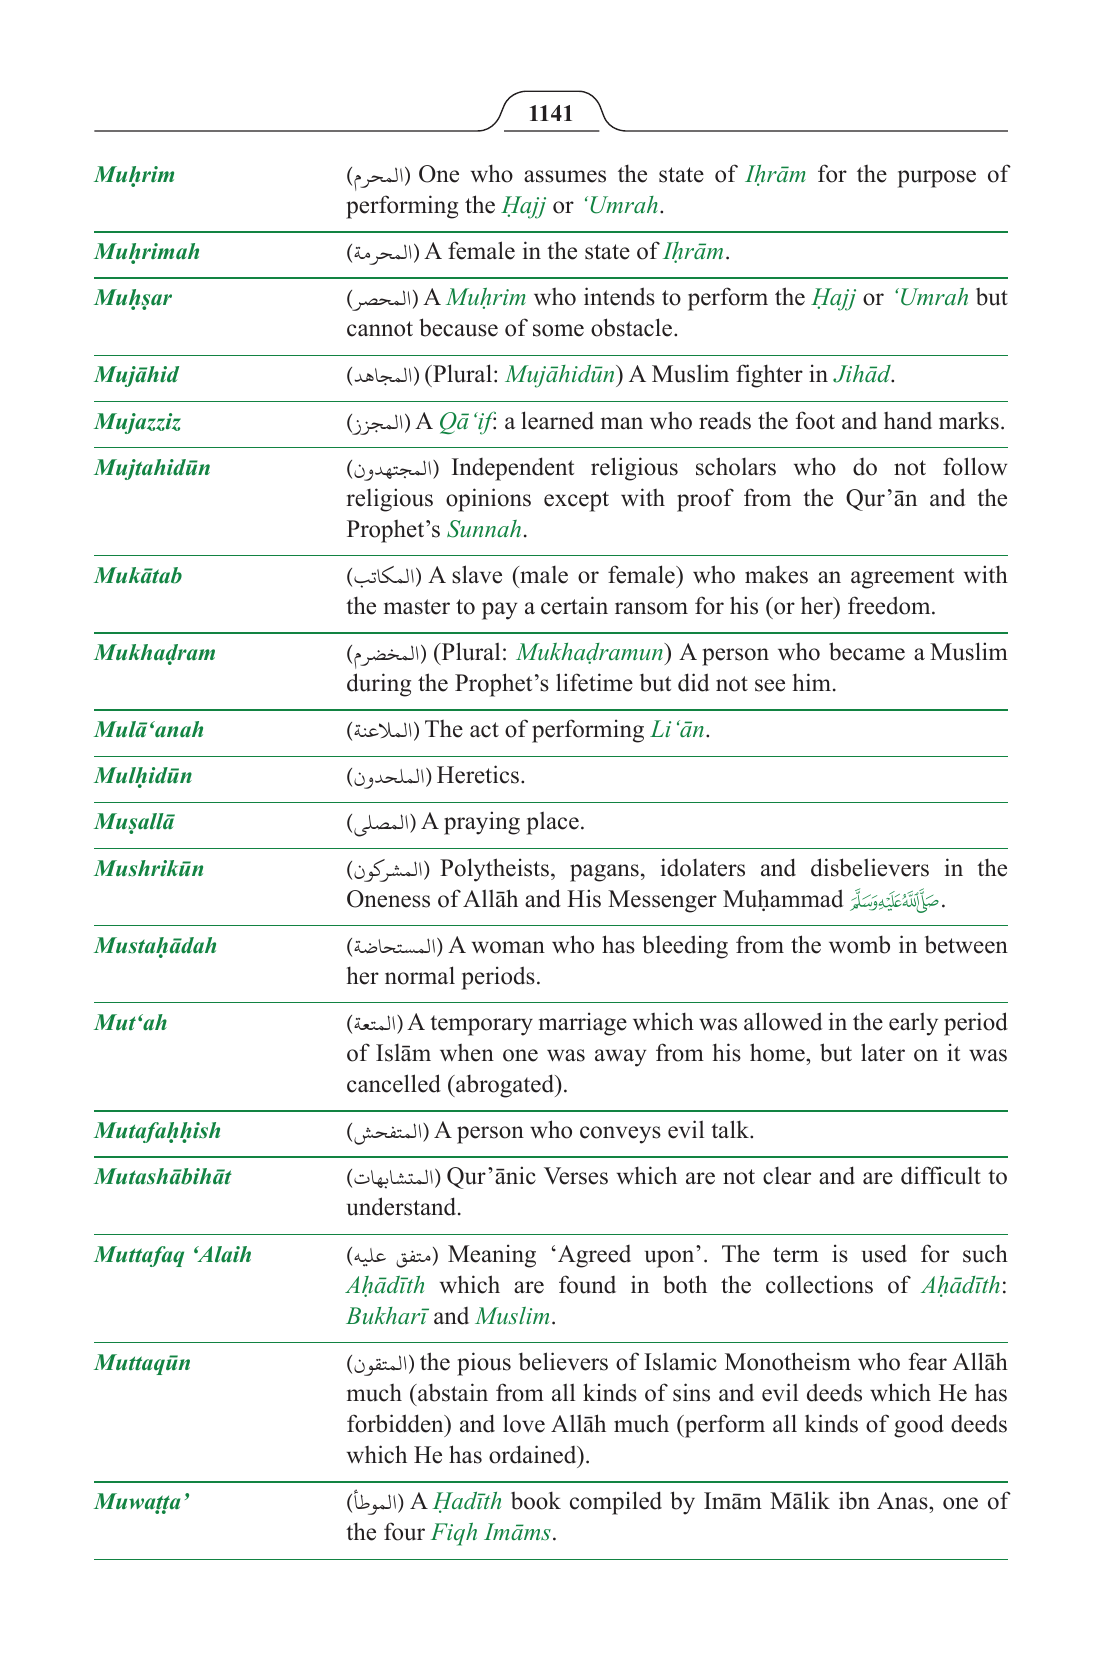 1141
Muḥrim (المحرم) One who assumes the state of Iḥrām for the purpose of
performing the Ḥajj or ‘Umrah.
Muḥrimah (المحرمة) A female in the state of Iḥrām.
Muḥṣar (المحصر) A Muḥrim who intends to perform the Ḥajj or ‘Umrah but
cannot because of some obstacle.
Mujāhid (المجاهد) (Plural: Mujāhidūn) A Muslim fighter in Jihād.
Mujazziz (المجزز) A Qā‘if: a learned man who reads the foot and hand marks.
Mujtahidūn (المجتهدون) Independent religious scholars who do not follow
religious opinions except with proof from the Qur’ān and the
Prophet’s Sunnah.
Mukātab (المكاتب) A slave (male or female) who makes an agreement with
the master to pay a certain ransom for his (or her) freedom.
Mukhaḍram (المخضرم) (Plural: Mukhaḍramun) A person who became a Muslim
during the Prophet’s lifetime but did not see him.
Mulā‘anah (الملاعنة) The act of performing Li‘ān.
Mulḥidūn (الملحدون) Heretics.
Muṣallā (المصلى) A praying place.
Mushrikūn (المشركون) Polytheists, pagans, idolaters and disbelievers in the
Oneness of Allāh and His Messenger Muḥammad صَلَّى اللَّهُ عَلَيْهِ وَسَلَّمَ.
Mustaḥādah (المستحاضة) A woman who has bleeding from the womb in between
her normal periods.
Mut‘ah (المتعة) A temporary marriage which was allowed in the early period
of Islām when one was away from his home, but later on it was
cancelled (abrogated).
Mutafaḥḥish (المتفحش) A person who conveys evil talk.
Mutashābihāt (المتشابهات) Qur’ānic Verses which are not clear and are difficult to
understand.
Muttafaq ‘Alaih (متفق عليه) Meaning ‘Agreed upon’. The term is used for such
Aḥādīth which are found in both the collections of Aḥādīth:
Bukharī and Muslim.
Muttaqūn (المتقون) the pious believers of Islamic Monotheism who fear Allāh
much (abstain from all kinds of sins and evil deeds which He has
forbidden) and love Allāh much (perform all kinds of good deeds
which He has ordained).
Muwaṭṭa’ (الموطأ) A Ḥadīth book compiled by Imām Mālik ibn Anas, one of
the four Fiqh Imāms.